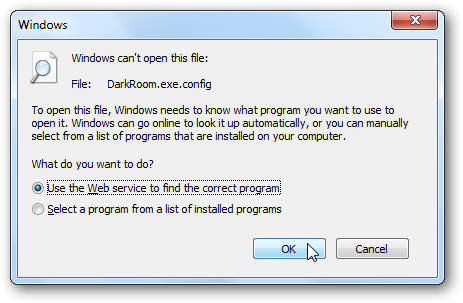 Windows
Windows can't open this file:
File: DarkRoom.exe.config
To open this file, Windows needs to know what program you want to use to
open it. Windows can go online to look it up automatically, or you can manually
select from a list of programs that are installed on your computer.
What do you want to do?
Use the Web service to find the correct program
Select a program from a list of installed programs
OK Cancel